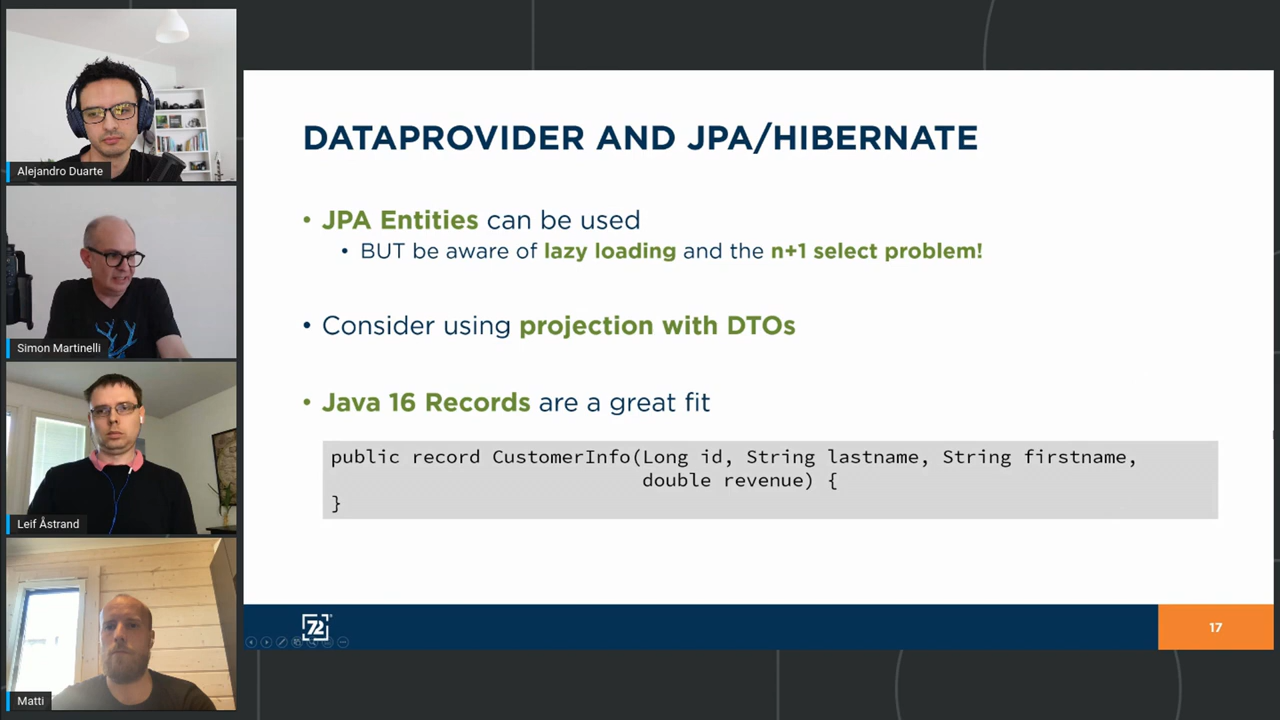 Alejandro Duarte
Simon Martinelli
Leif Åstrand
Matti
DATAPROVIDER AND JPA/HIBERNATE
• JPA Entities can be used
• BUT be aware of lazy loading and the n+1 select problem!
• Consider using projection with DTOs
• Java 16 Records are a great fit
public record CustomerInfo(Long id, String lastname, String firstname,
double revenue) {
}
72
17